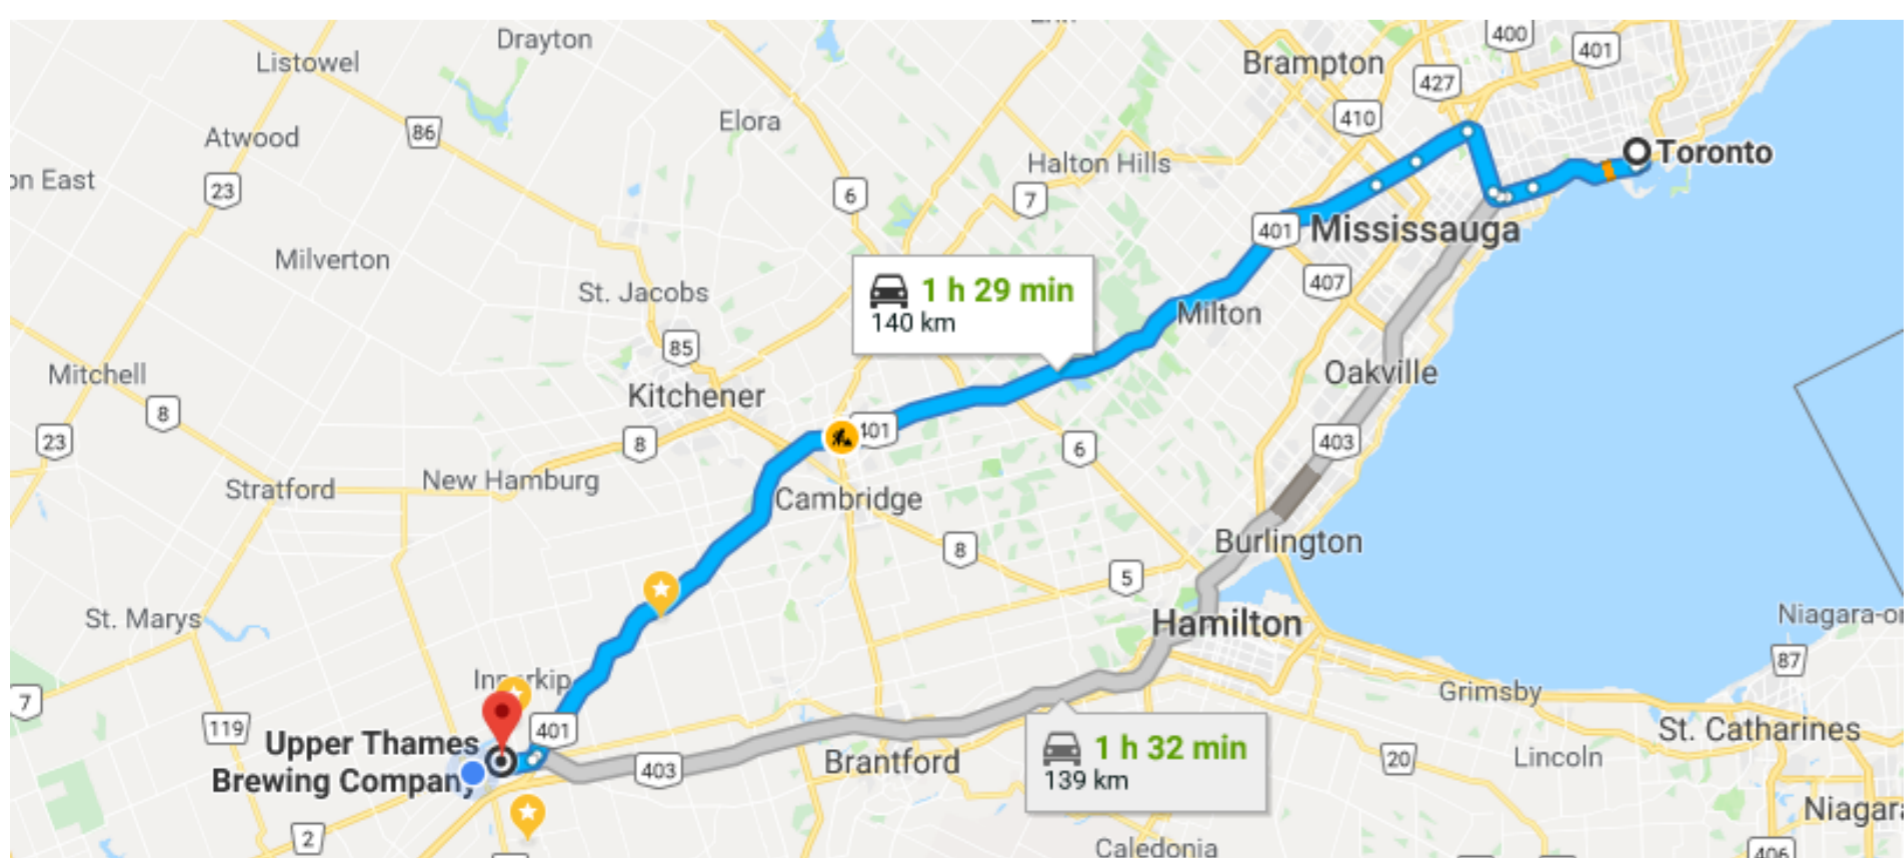 Drayton
Listowel
400
401
Brampton
427
410
Elora
86
Atwood
Toronto
Halton Hills
on East
23
6
7
401
Mississauga
Milverton
407
St. Jacobs
1 h 29 min
140 km
Milton
85
Mitchell
Oakville
Kitchener
8
23
8
401
403
6
New Hamburg
Stratford
Cambridge
Burlington
8
5
St. Marys
Hamilton
Niagara-o
87
Innerkip
Grimsby
7
119
401
St. Catharines
Upper Thames
Brewing Company
403
Brantford
1 h 32 min
139 km
20
Lincoln
Niagara
2
Caledonia
406